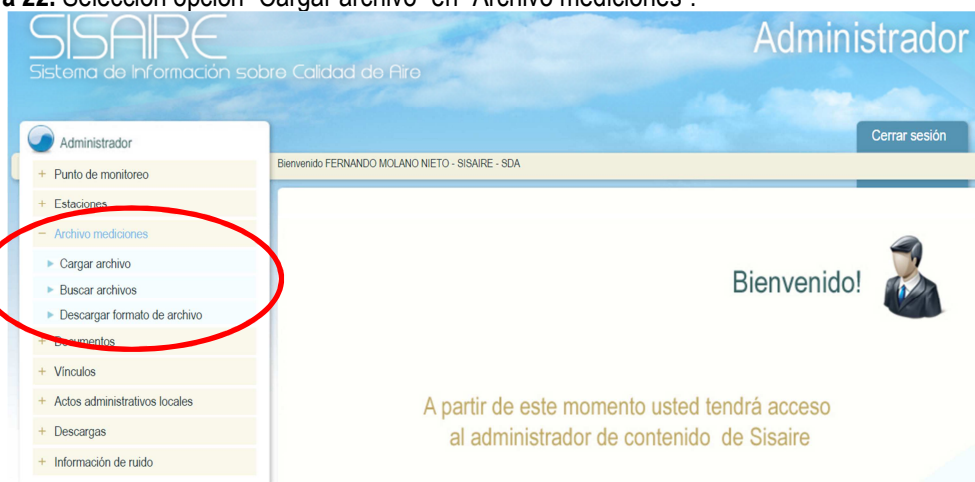 a 22. Selección opción "Cargar archivo" en "Archivo mediciones".
SISAIRE
Sistema de Información sobre Calidad de Aire
Administrador
Cerrar sesión
Administrador
Bienvenido FERNANDO MOLANO NIETO - SISAIRE - SDA
+ Punto de monitoreo
+ Estaciones
− Archivo mediciones
Cargar archivo
Buscar archivos
Descargar formato de archivo
+ Documentos
+ Vínculos
+ Actos administrativos locales
+ Descargas
+ Información de ruido
Bienvenido!
A partir de este momento usted tendrá acceso
al administrador de contenido de Sisaire